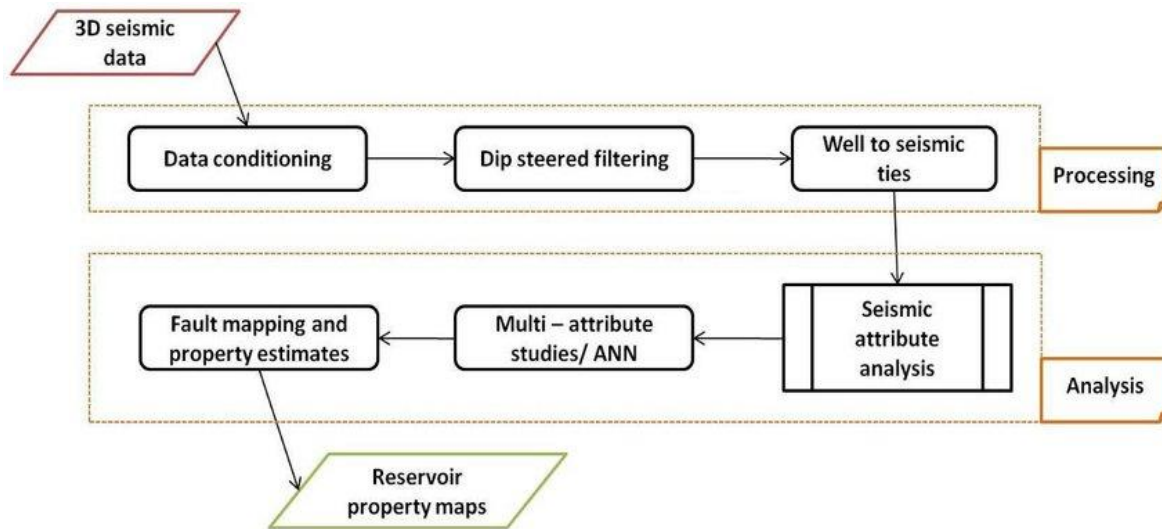 3D seismic
data
Data conditioning
Dip steered filtering
Well to seismic
ties
Processing
Seismic
attribute
analysis
Multi – attribute
studies/ ANN
Fault mapping and
property estimates
Analysis
Reservoir
property maps